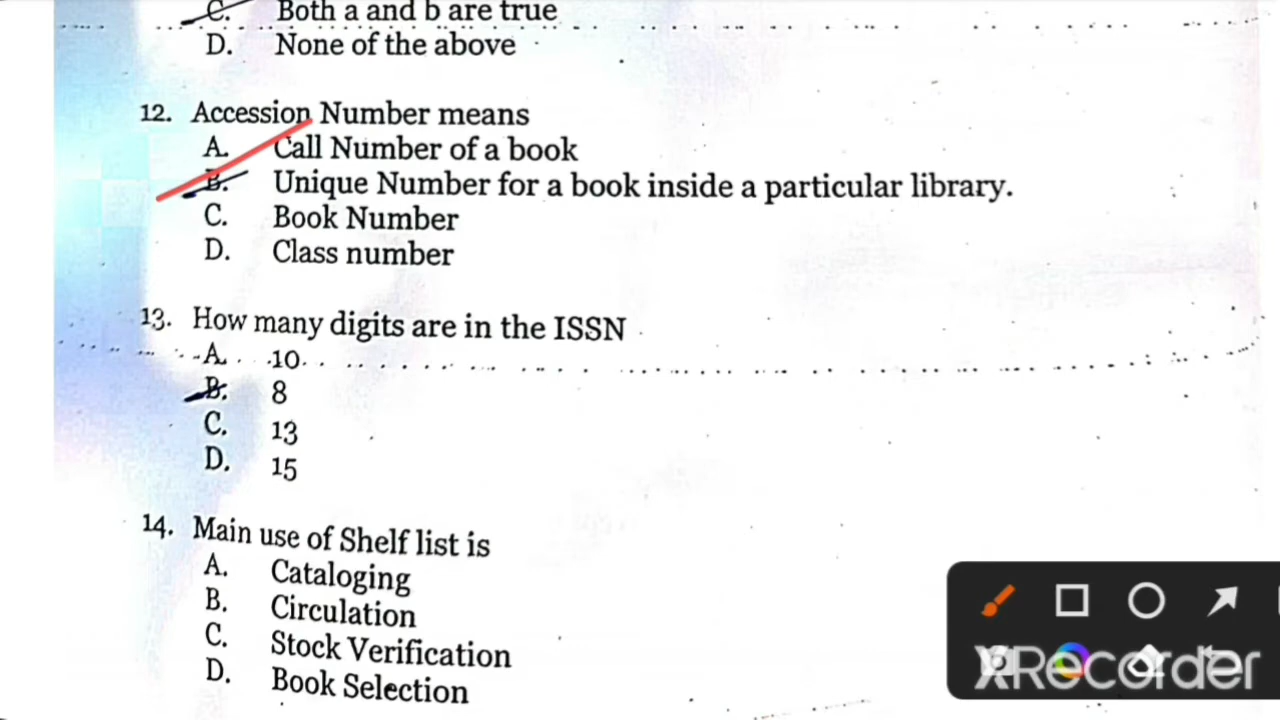 C. Both a and b are true
D. None of the above
12. Accession Number means
A. Call Number of a book
B. Unique Number for a book inside a particular library.
C. Book Number
D. Class number
13. How many digits are in the ISSN
A. 10
B. 8
C. 13
D. 15
14. Main use of Shelf list is
A. Cataloging
B. Circulation
C. Stock Verification
D. Book Selection
XRecorder